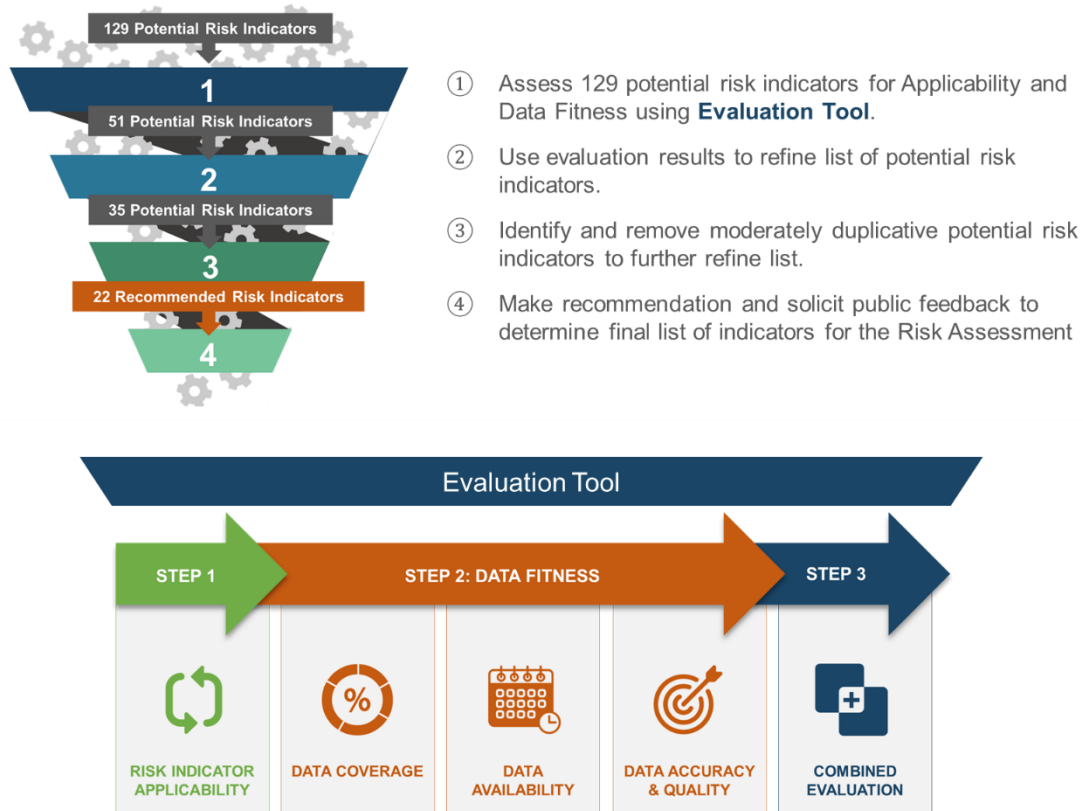 129 Potential Risk Indicators
1
51 Potential Risk Indicators
2
35 Potential Risk Indicators
3
22 Recommended Risk Indicators
4
① Assess 129 potential risk indicators for Applicability and
Data Fitness using Evaluation Tool.
② Use evaluation results to refine list of potential risk
indicators.
③ Identify and remove moderately duplicative potential risk
indicators to further refine list.
④ Make recommendation and solicit public feedback to
determine final list of indicators for the Risk Assessment
Evaluation Tool
STEP 1
STEP 2: DATA FITNESS
STEP 3
%
RISK INDICATOR
APPLICABILITY
DATA COVERAGE
DATA
AVAILABILITY
DATA ACCURACY
& QUALITY
COMBINED
EVALUATION